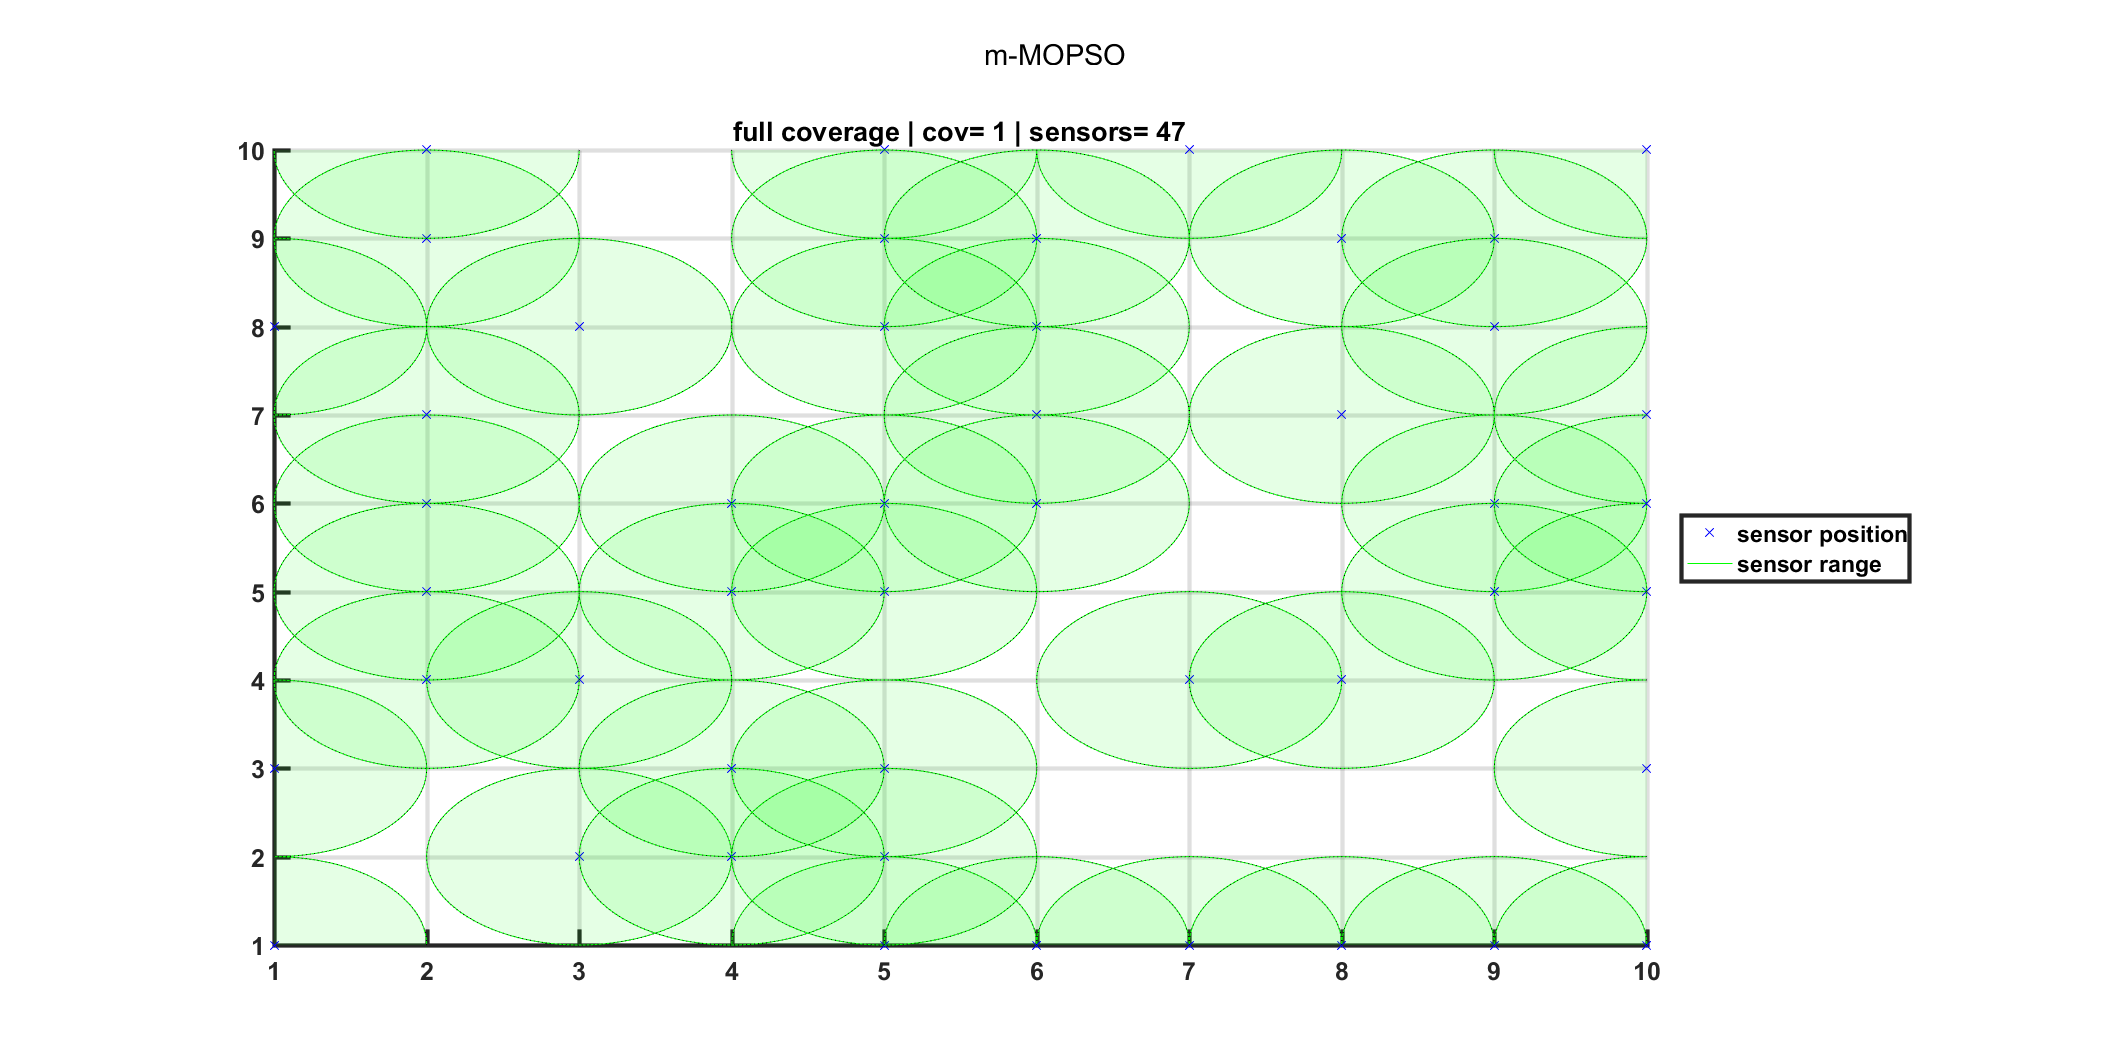 m-MOPSO
full coverage | cov= 1 | sensors= 47
10
9
8
7
6
5
4
3
2
1
1 2 3 4 5 6 7 8 9 10
sensor position
sensor range